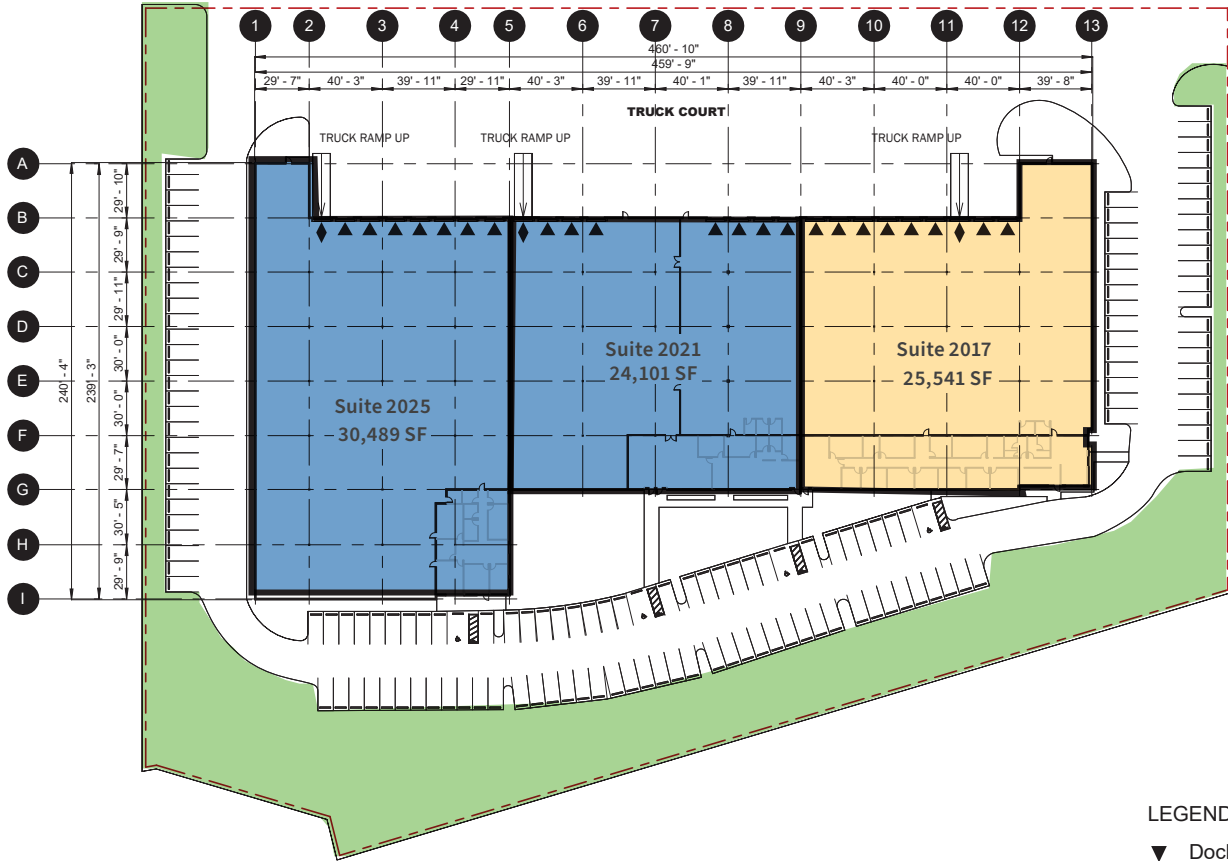 1 2 3 4 5 6 7 8 9 10 11 12 13
460' - 10"
459' - 9"
29' - 7" 40' - 3" 39' - 11" 29' - 11" 40' - 3" 39' - 11" 40' - 1" 39' - 11" 40' - 3" 40' - 0" 40' - 0" 39' - 8"
TRUCK COURT
TRUCK RAMP UP TRUCK RAMP UP TRUCK RAMP UP
A
B
C
D
E
F
G
H
I
240' - 4"
239' - 3"
29' - 10"
29' - 9"
29' - 11"
30' - 0"
30' - 0"
29' - 7"
30' - 5"
29' - 9"
Suite 2025
30,489 SF
Suite 2021
24,101 SF
Suite 2017
25,541 SF
LEGEND
Dock